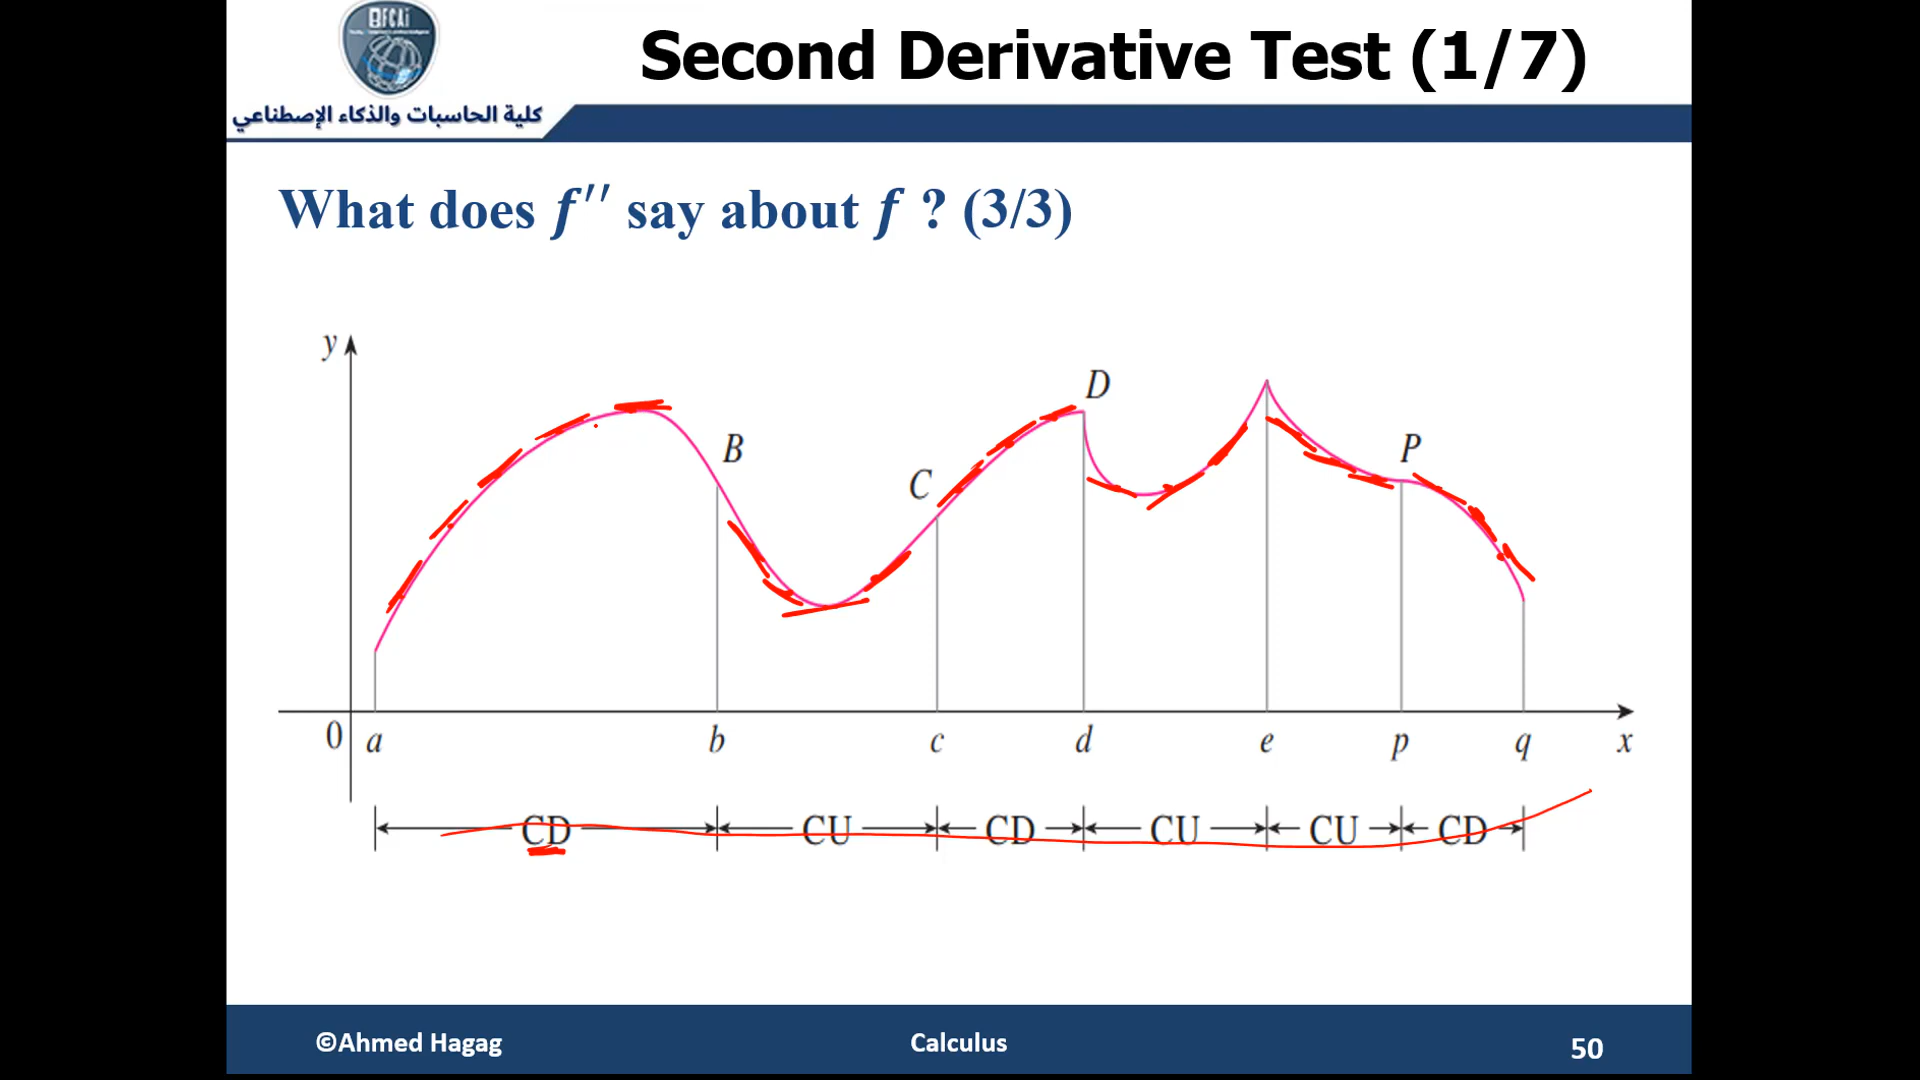 BFCAi
Second Derivative Test (1/7)
كلية الحاسبات والذكاء الإصطناعي
What does f′′ say about f ? (3/3)
y
D
B
P
C
0 a b c d e p q x
CD CU CD CU CU CD
©Ahmed Hagag Calculus 50